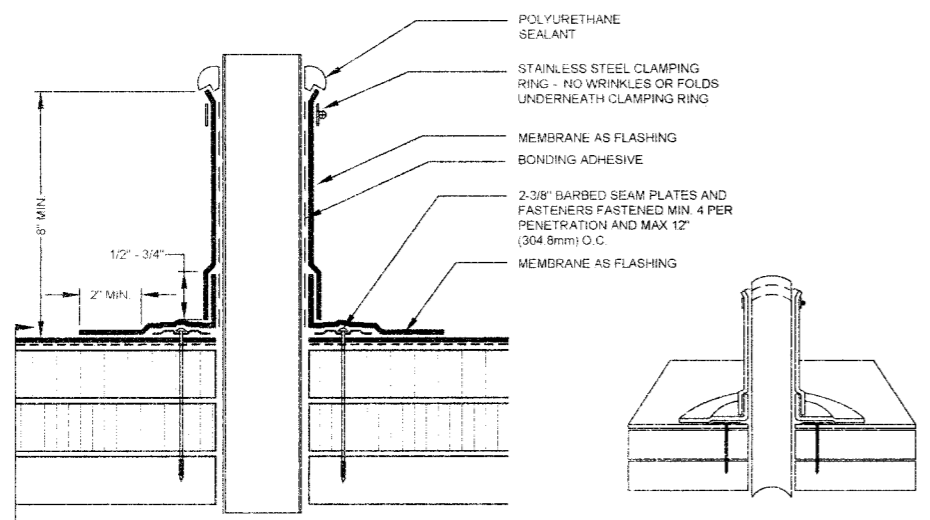 POLYURETHANE
SEALANT
STAINLESS STEEL CLAMPING
RING - NO WRINKLES OR FOLDS
UNDERNEATH CLAMPING RING
MEMBRANE AS FLASHING
BONDING ADHESIVE
2-3/8" BARBED SEAM PLATES AND
FASTENERS FASTENED MIN. 4 PER
PENETRATION AND MAX 12"
(304.8mm) O.C.
MEMBRANE AS FLASHING
8" MIN.
1/2" - 3/4"
2" MIN.